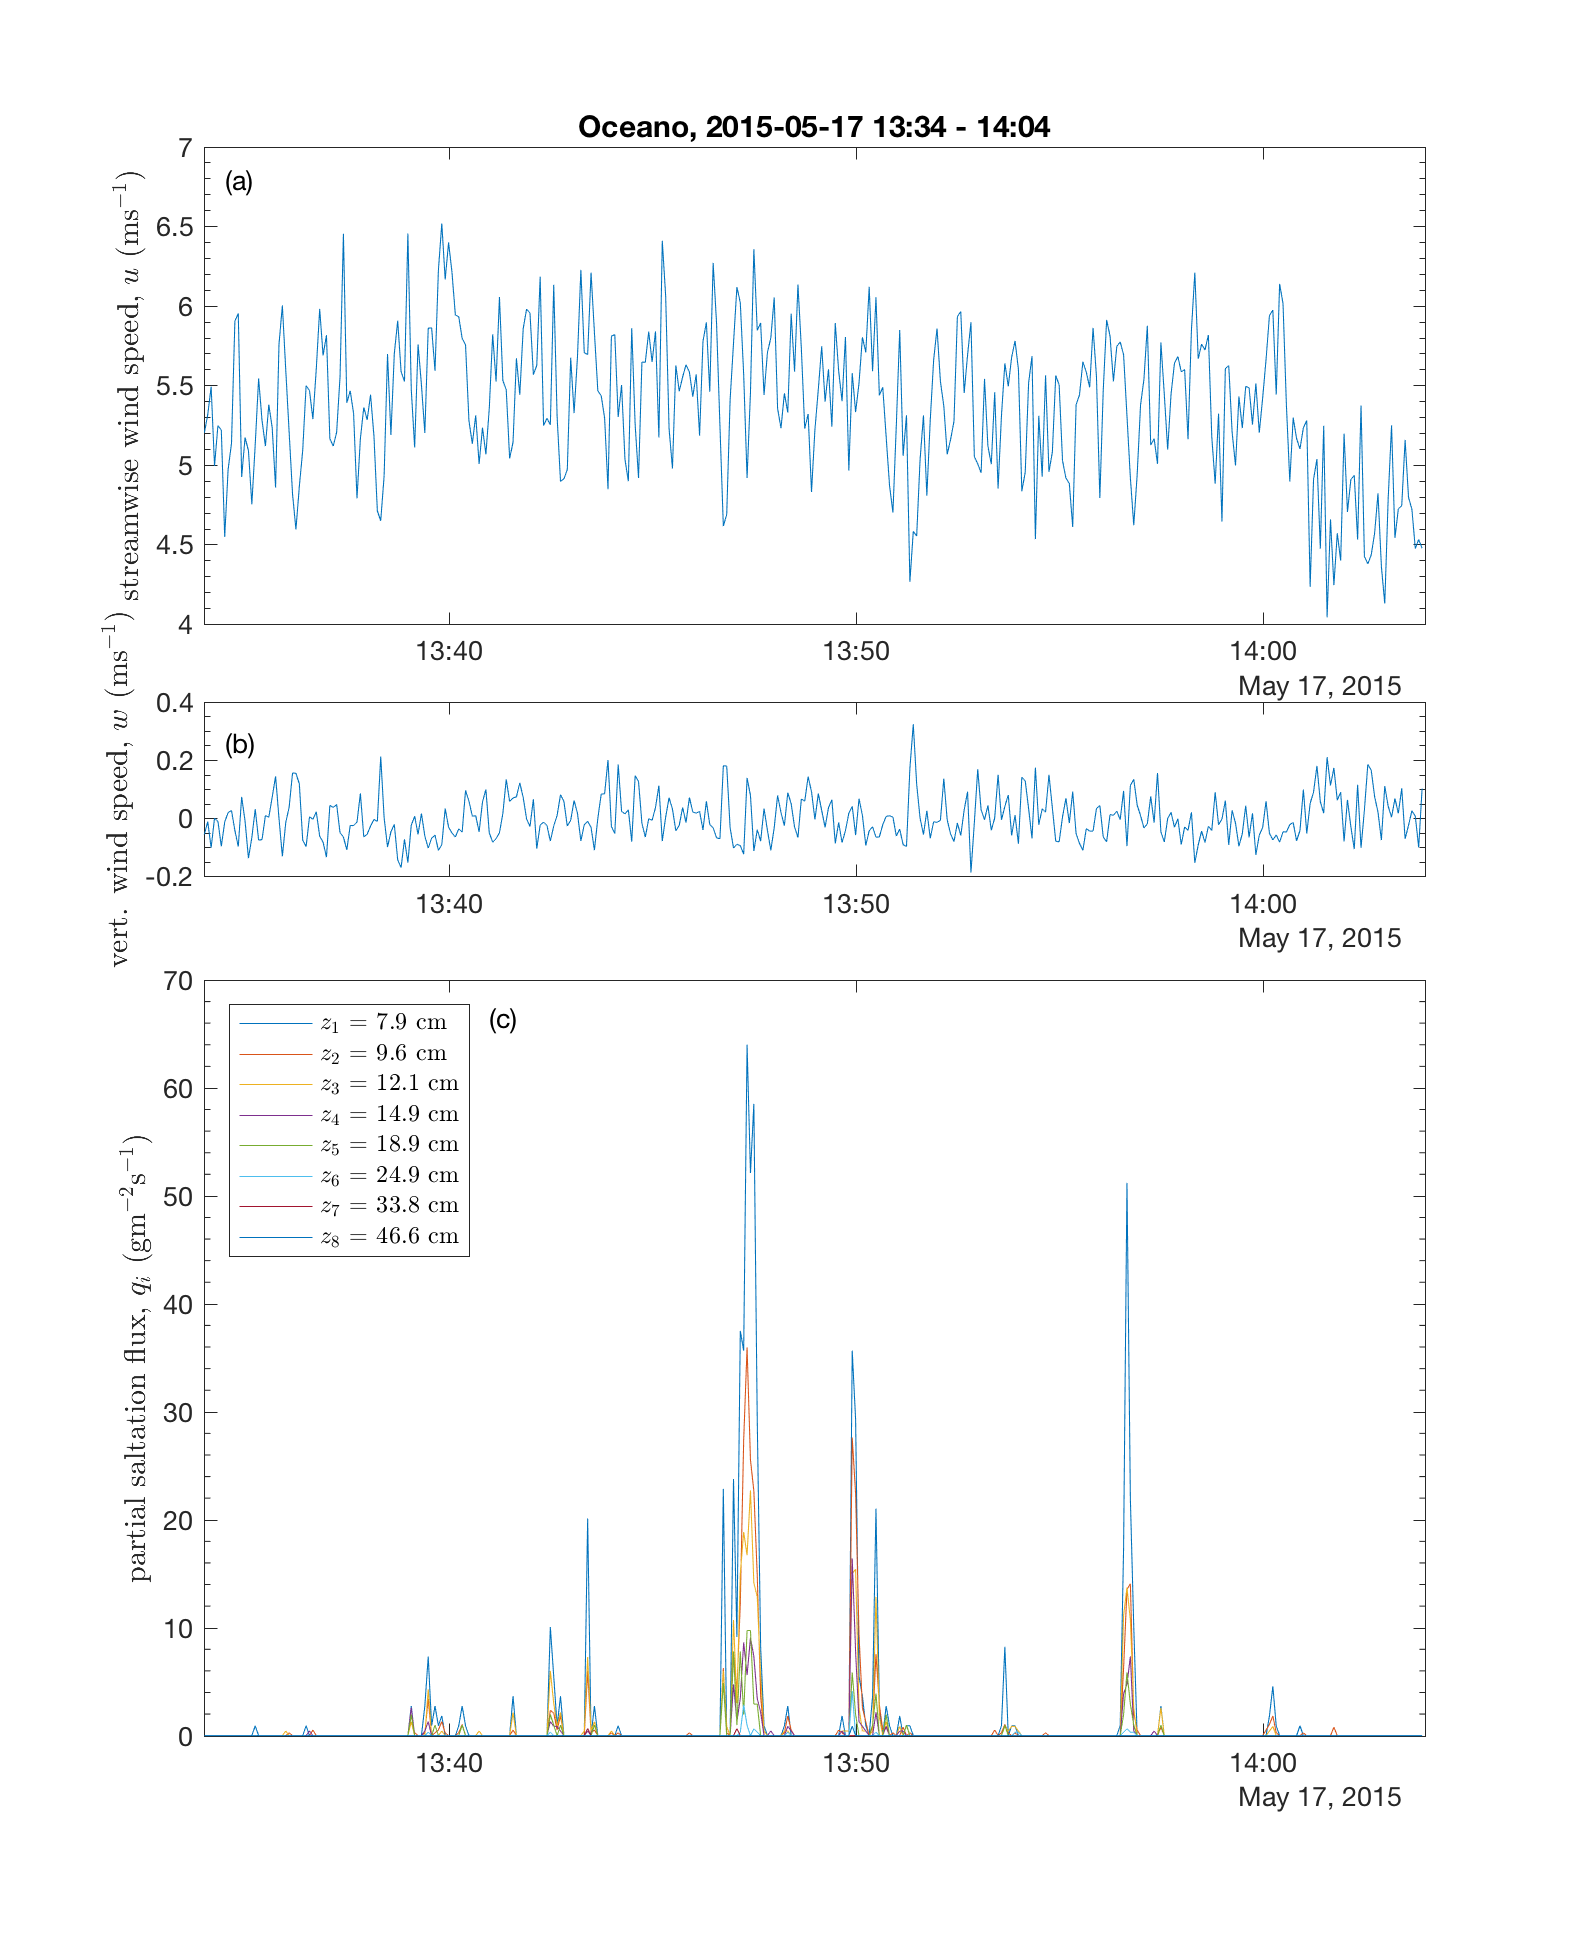 Oceano, 2015-05-17 13:34 - 14:04
(a)
streamwise wind speed, u (ms⁻¹)
7
6.5
6
5.5
5
4.5
4
13:40 13:50 14:00
May 17, 2015
(b)
vert. wind speed, w (ms⁻¹)
0.4
0.2
0
-0.2
13:40 13:50 14:00
May 17, 2015
(c)
partial saltation flux, qᵢ (gm⁻²s⁻¹)
70
60
50
40
30
20
10
0
z₁ = 7.9 cm
z₂ = 9.6 cm
z₃ = 12.1 cm
z₄ = 14.9 cm
z₅ = 18.9 cm
z₆ = 24.9 cm
z₇ = 33.8 cm
z₈ = 46.6 cm
13:40 13:50 14:00
May 17, 2015